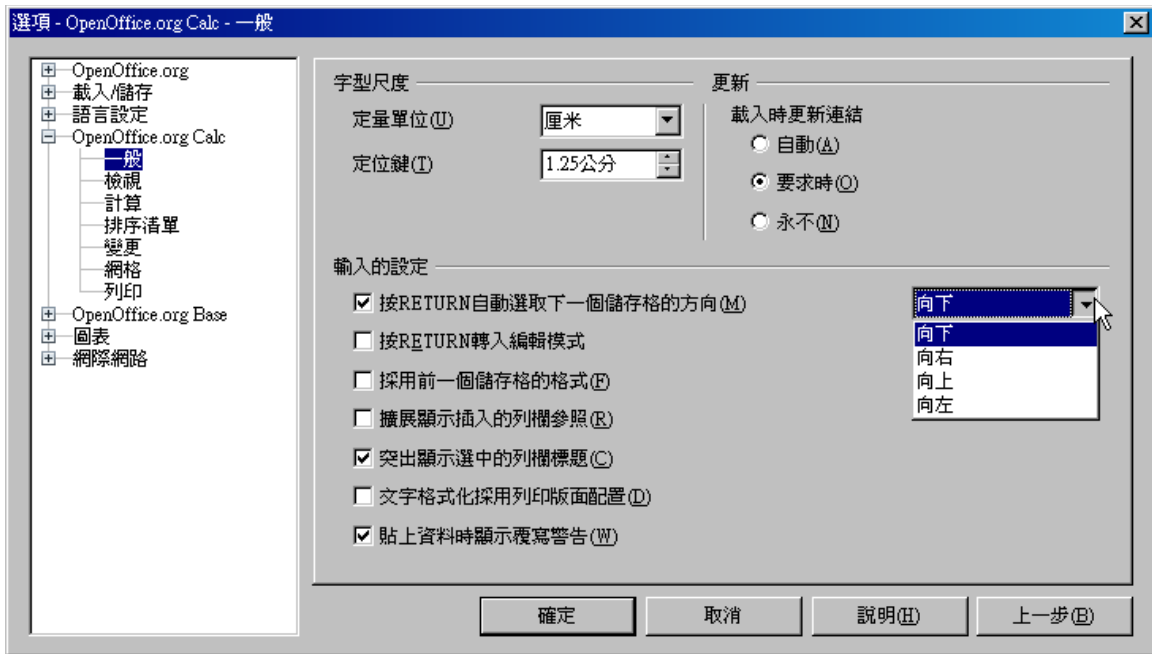 選項 - OpenOffice.org Calc - 一般
OpenOffice.org
載入/儲存
語言設定
OpenOffice.org Calc
一般
檢視
計算
排序清單
變更
網格
列印
OpenOffice.org Base
圖表
網際網路
字型尺度
定量單位(U)
厘米
定位鍵(T)
1.25公分
更新
載入時更新連結
自動(A)
要求時(O)
永不(N)
輸入的設定
按RETURN自動選取下一個儲存格的方向(M)
向下
按RETURN轉入編輯模式
採用前一個儲存格的格式(F)
擴展顯示插入的列欄參照(R)
突出顯示選中的列欄標題(C)
文字格式化採用列印版面配置(D)
貼上資料時顯示覆寫警告(W)
向下
向右
向上
向左
確定
取消
說明(H)
上一步(B)